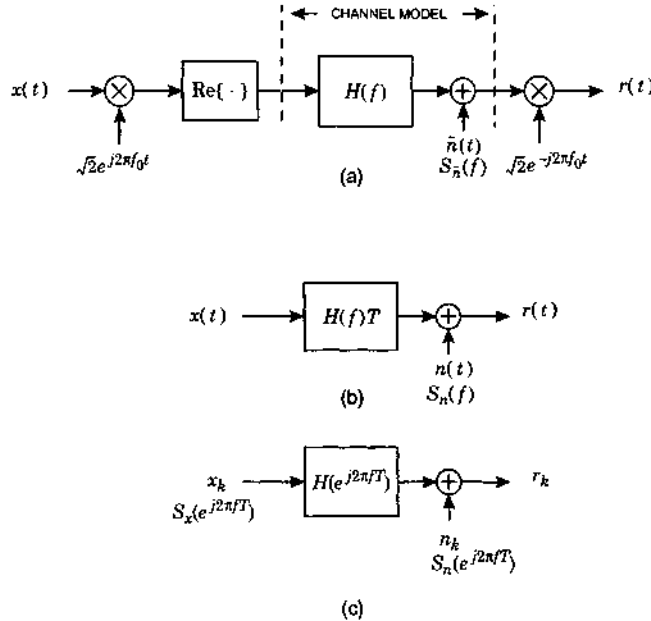 CHANNEL MODEL
x(t) Re{ · } H(f) r(t)
√2e^{j2πf₀t} ñ(t) √2e^{-j2πf₀t}
S_ñ(f)
(a)
x(t) H(f)T r(t)
n(t)
S_n(f)
(b)
x_k H(e^{j2πfT}) r_k
S_x(e^{j2πfT})
n_k
S_n(e^{j2πfT})
(c)